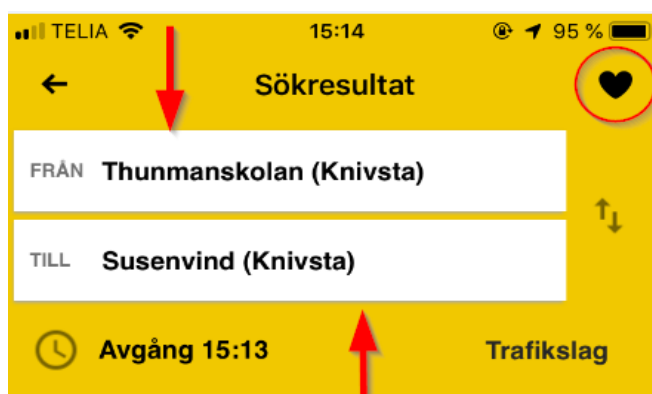 TELIA 15:14 95 %
Sökresultat
FRÅN Thunmanskolan (Knivsta)
TILL Susenvind (Knivsta)
Avgång 15:13 Trafikslag